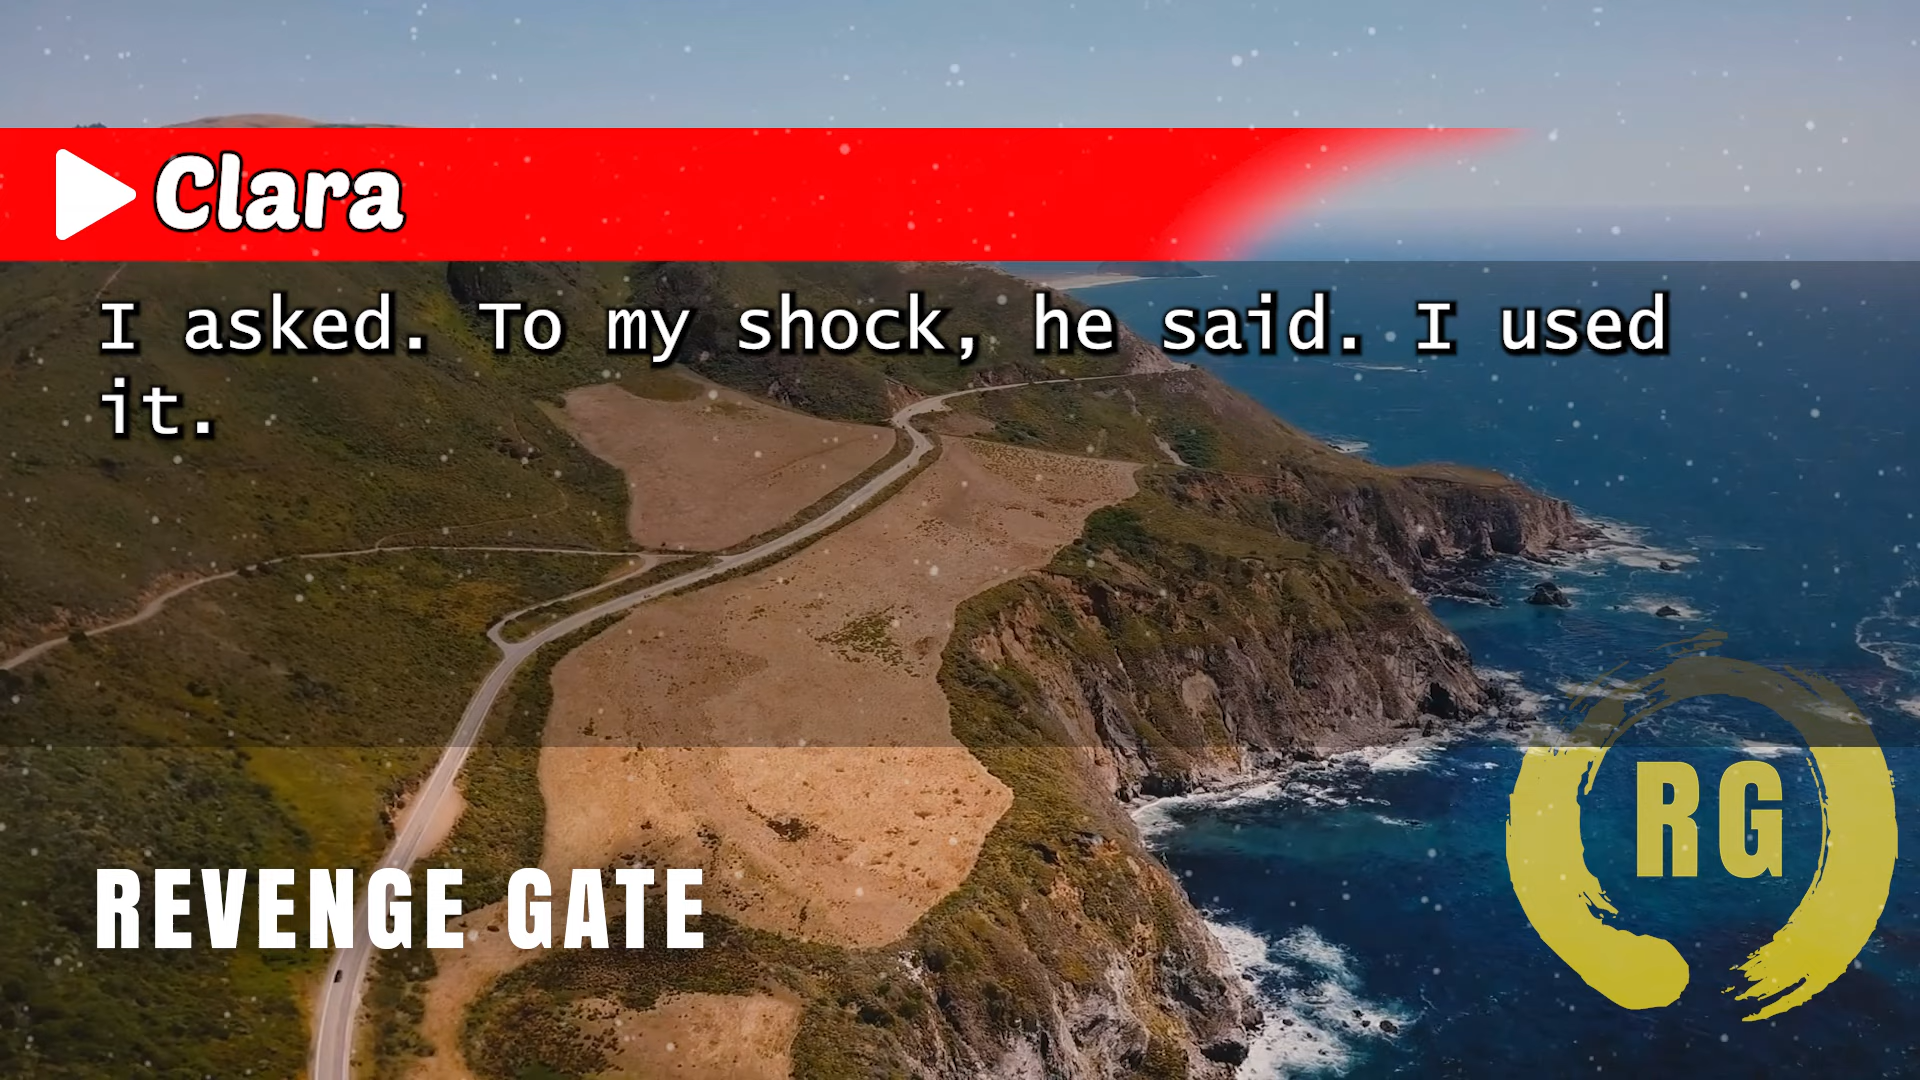 Clara
I asked. To my shock, he said. I used
it.
RG
REVENGE GATE